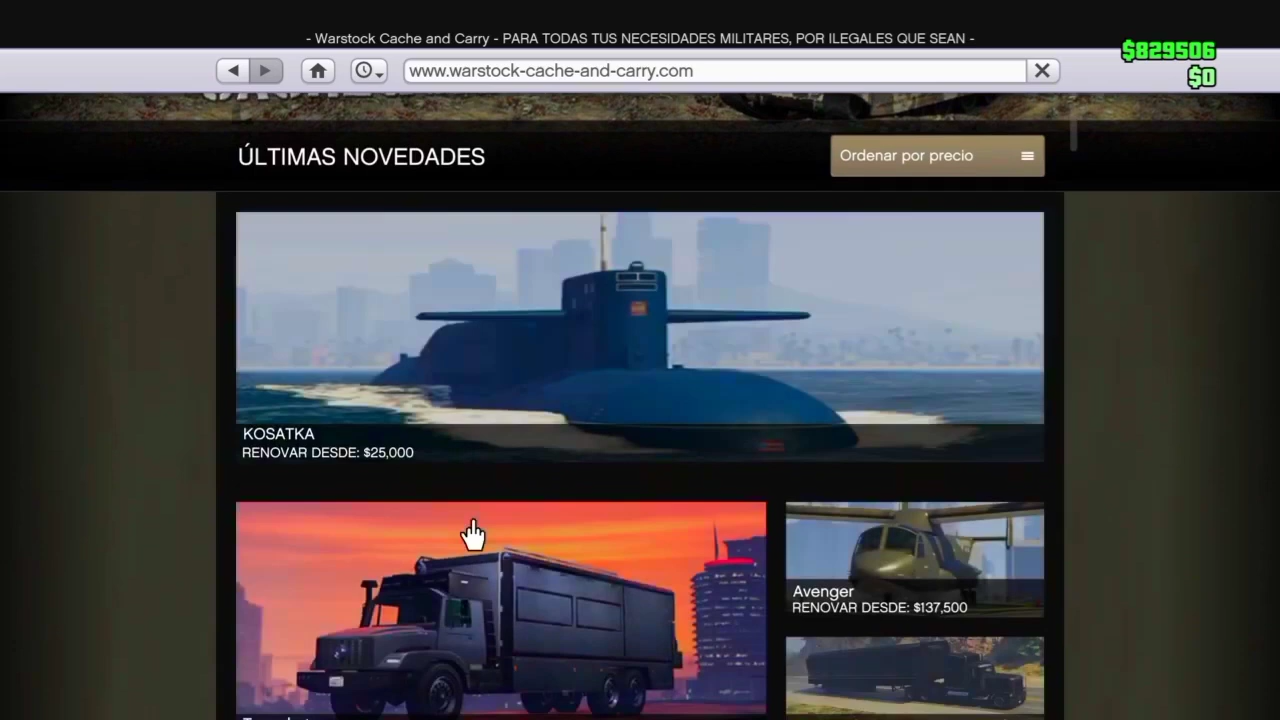 - Warstock Cache and Carry - PARA TODAS TUS NECESIDADES MILITARES, POR ILEGALES QUE SEAN -
$829506
www.warstock-cache-and-carry.com
$0
ÚLTIMAS NOVEDADES
Ordenar por precio
KOSATKA
RENOVAR DESDE: $25,000
Avenger
RENOVAR DESDE: $137,500